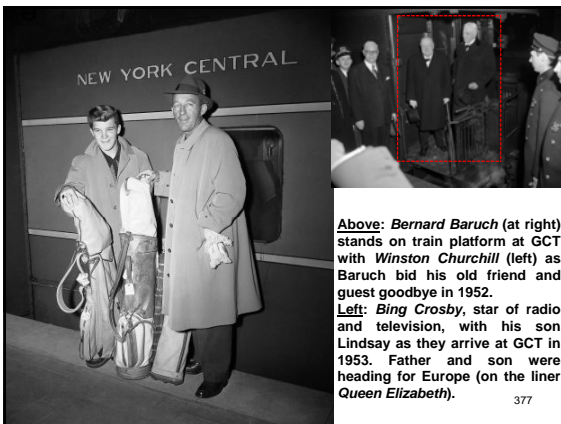 NEW YORK CENTRAL
Above: Bernard Baruch (at right)
stands on train platform at GCT
with Winston Churchill (left) as
Baruch bid his old friend and
guest goodbye in 1952.
Left: Bing Crosby, star of radio
and television, with his son
Lindsay as they arrive at GCT in
1953. Father and son were
heading for Europe (on the liner
Queen Elizabeth).
377